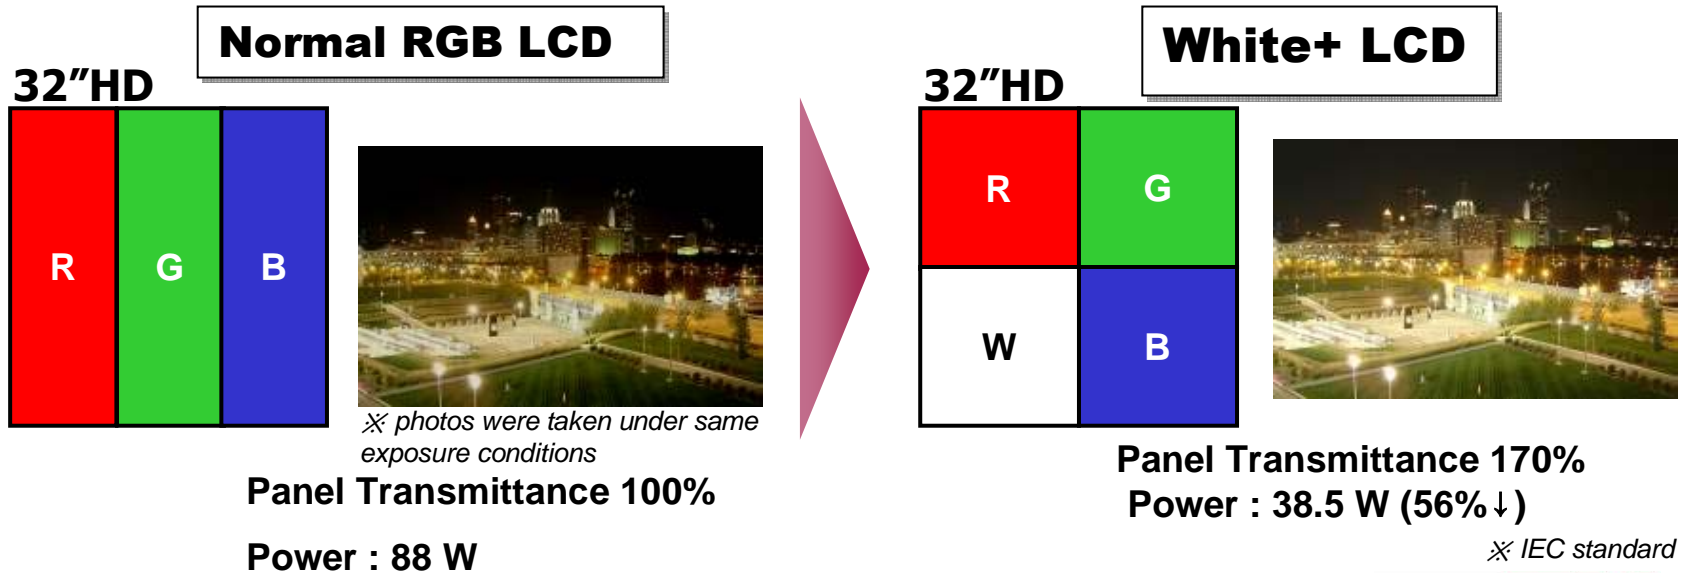 Normal RGB LCD
32"HD
R G B
※ photos were taken under same
exposure conditions
Panel Transmittance 100%
Power : 88 W
White+ LCD
32"HD
R G
W B
Panel Transmittance 170%
Power : 38.5 W (56%↓)
※ IEC standard